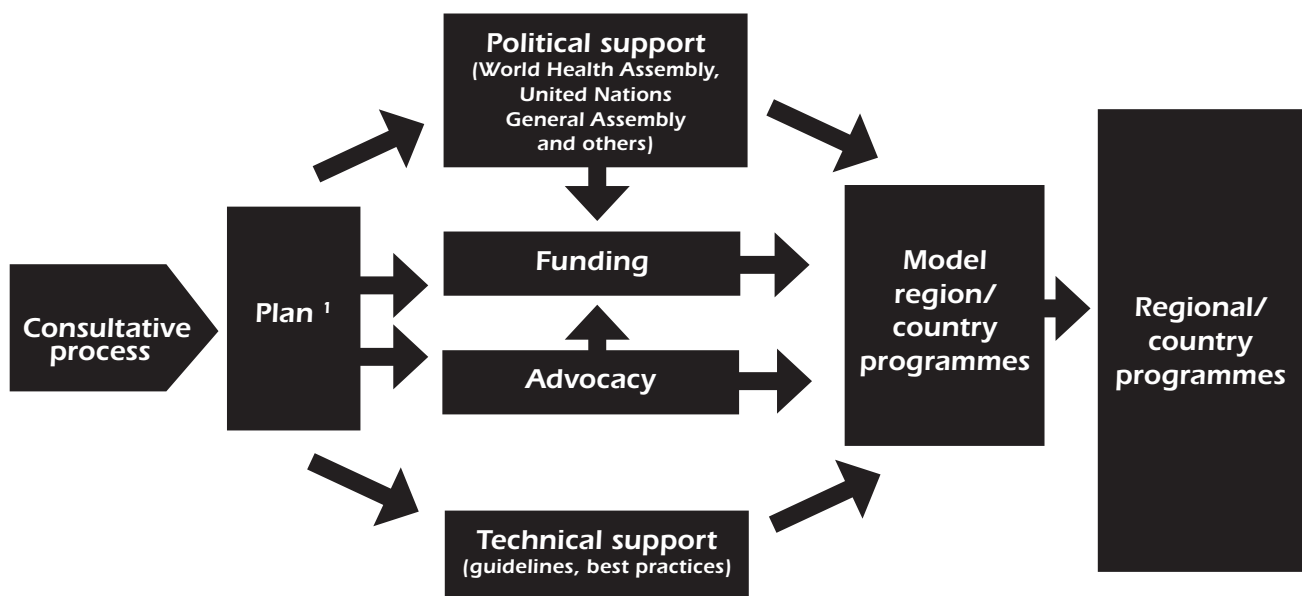 Political support
(World Health Assembly,
United Nations
General Assembly
and others)
Consultative
process
Plan ¹
Funding
Advocacy
Technical support
(guidelines, best practices)
Model
region/
country
programmes
Regional/
country
programmes